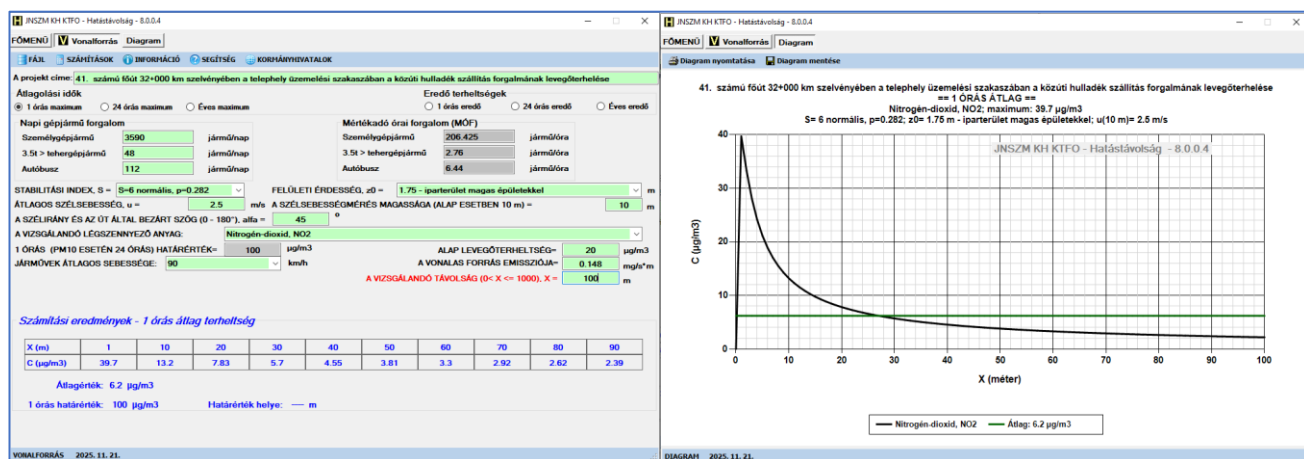 JNSZM KH KTFO - Hatástávolság - 8.0.0.4
FŐMENÜ Vonalforrás Diagram
FÁJL SZÁMÍTÁSOK INFORMÁCIÓ SEGÍTSÉG KORMÁNYHIVATALOK
A projekt címe: 41. számú főút 32+000 km szelvényében a telephely üzemelési szakaszában a közúti hulladék szállítás forgalmának levegőterhelése
Átlagolási idők Eredő terheltségek
1 órás maximum 24 órás maximum Éves maximum 1 órás eredő 24 órás eredő Éves eredő
Napi gépjármű forgalom Mértékadó órai forgalom (MÓF)
Személygépjármű 3590 jármű/nap Személygépjármű 206.425 jármű/óra
3.5t > tehergépjármű 48 jármű/nap 3.5t > tehergépjármű 2.76 jármű/óra
Autóbusz 112 jármű/nap Autóbusz 6.44 jármű/óra
STABILITÁSI INDEX, S = S=6 normális, p=0.282 FELÜLETI ÉRDESSÉG, z0 = 1.75 - iparterület magas épületekkel m
ÁTLAGOS SZÉLSEBESSÉG, u = 2.5 m/s A SZÉLSEBESSÉGMÉRÉS MAGASSÁGA (ALAP ESETBEN 10 m) = 10 m
A SZÉLIRÁNY ÉS AZ ÚT ÁLTAL BEZÁRT SZÖG (0 - 180°), alfa = 45 °
A VIZSGÁLANDÓ LÉGSZENNYEZŐ ANYAG: Nitrogén-dioxid, NO2
1 ÓRÁS (PM10 ESETÉN 24 ÓRÁS) HATÁRÉRTÉK= 100 µg/m3 ALAP LEVEGŐTERHELTSÉG= 20 µg/m3
JÁRMŰVEK ÁTLAGOS SEBESSÉGE: 90 km/h A VONALAS FORRÁS EMISSZIÓJA= 0.148 mg/s*m
A VIZSGÁLANDÓ TÁVOLSÁG (0< X <= 1000), X = 100 m
Számítási eredmények - 1 órás átlag terheltség
X (m) 1 10 20 30 40 50 60 70 80 90
C (µg/m3) 39.7 13.2 7.83 5.7 4.55 3.81 3.3 2.92 2.62 2.39
Átlagérték: 6.2 µg/m3
1 órás határérték: 100 µg/m3 Határérték helye: --- m
VONALFORRÁS 2025. 11. 21.
JNSZM KH KTFO - Hatástávolság - 8.0.0.4
FŐMENÜ Vonalforrás Diagram
Diagram nyomtatása Diagram mentése
41. számú főút 32+000 km szelvényében a telephely üzemelési szakaszában a közúti hulladék szállítás forgalmának levegőterhelése
== 1 ÓRÁS ÁTLAG ==
Nitrogén-dioxid, NO2; maximum: 39.7 µg/m3
S= 6 normális, p=0.282; z0= 1.75 m - iparterület magas épületekkel; u(10 m)= 2.5 m/s
JNSZM KH KTFO - Hatástávolság - 8.0.0.4
40
30
20
10
0
C (µg/m3)
0 10 20 30 40 50 60 70 80 90 100
X (méter)
Nitrogén-dioxid, NO2 Átlag: 6.2 µg/m3
DIAGRAM 2025. 11. 21.